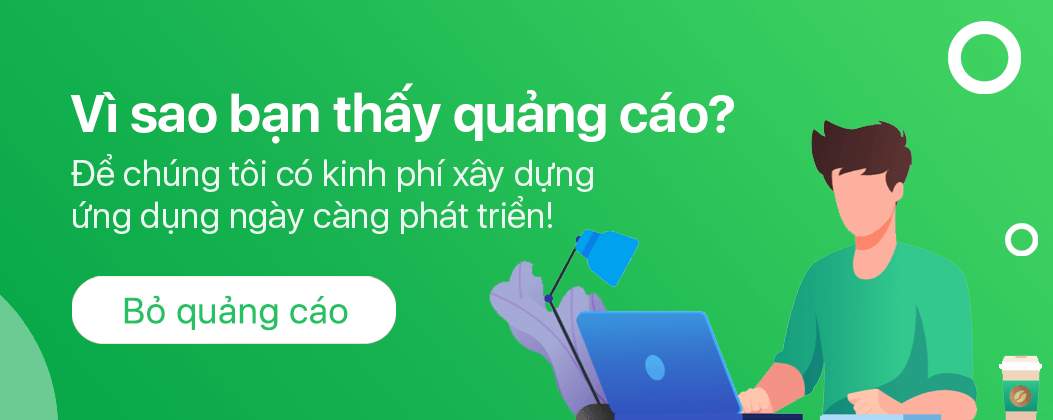 Vì sao bạn thấy quảng cáo?
Để chúng tôi có kinh phí xây dựng
ứng dụng ngày càng phát triển!
Bỏ quảng cáo